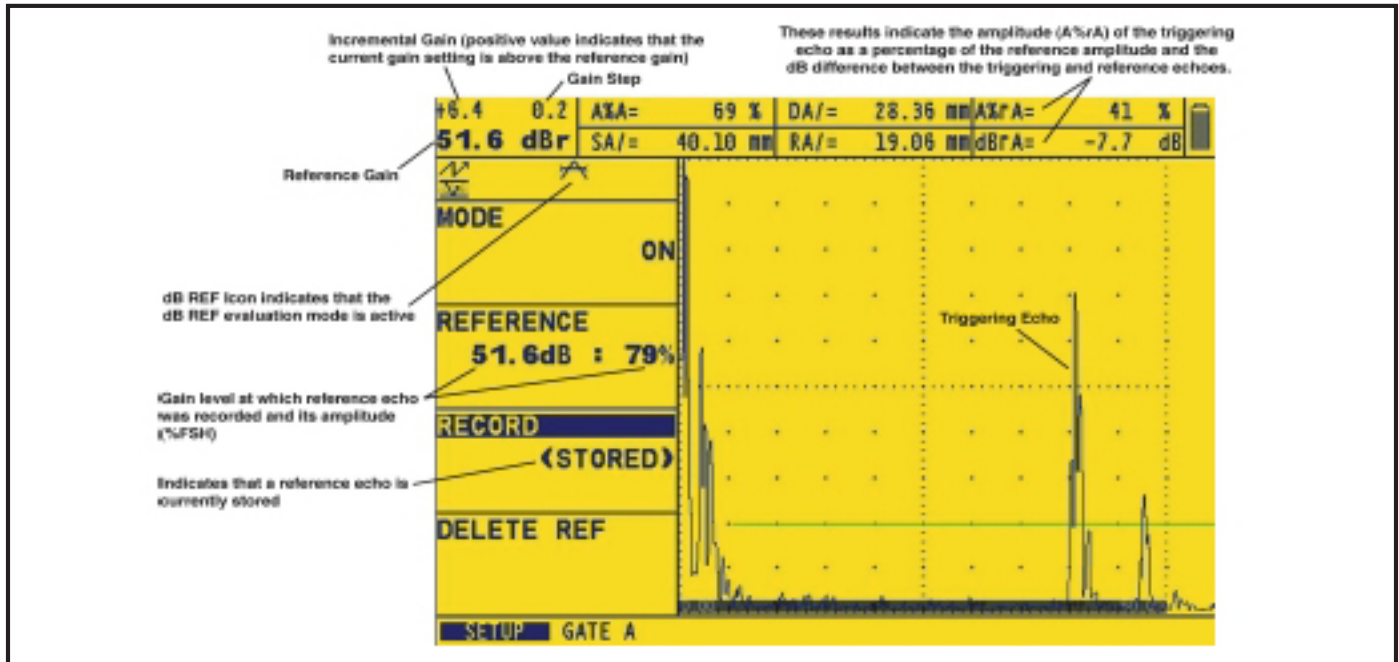 Incremental Gain (positive value indicates that the
current gain setting is above the reference gain)
Gain Step
These results indicate the amplitude (A%rA) of the triggering
echo as a percentage of the reference amplitude and the
dB difference between the triggering and reference echoes.
+6.4 0.2 A%A= 69 % DA/= 28.36 mm A%rA= 41 %
51.6 dBr SA/= 40.10 mm RA/= 19.06 mm dBrA= -7.7 dB
Reference Gain
MODE
ON
dB REF Icon indicates that the
dB REF evaluation mode is active
REFERENCE
51.6dB : 79%
Triggering Echo
Gain level at which reference echo
was recorded and its amplitude
(%FSH)
RECORD
(STORED)
Indicates that a reference echo is
currently stored
DELETE REF
SETUP GATE A